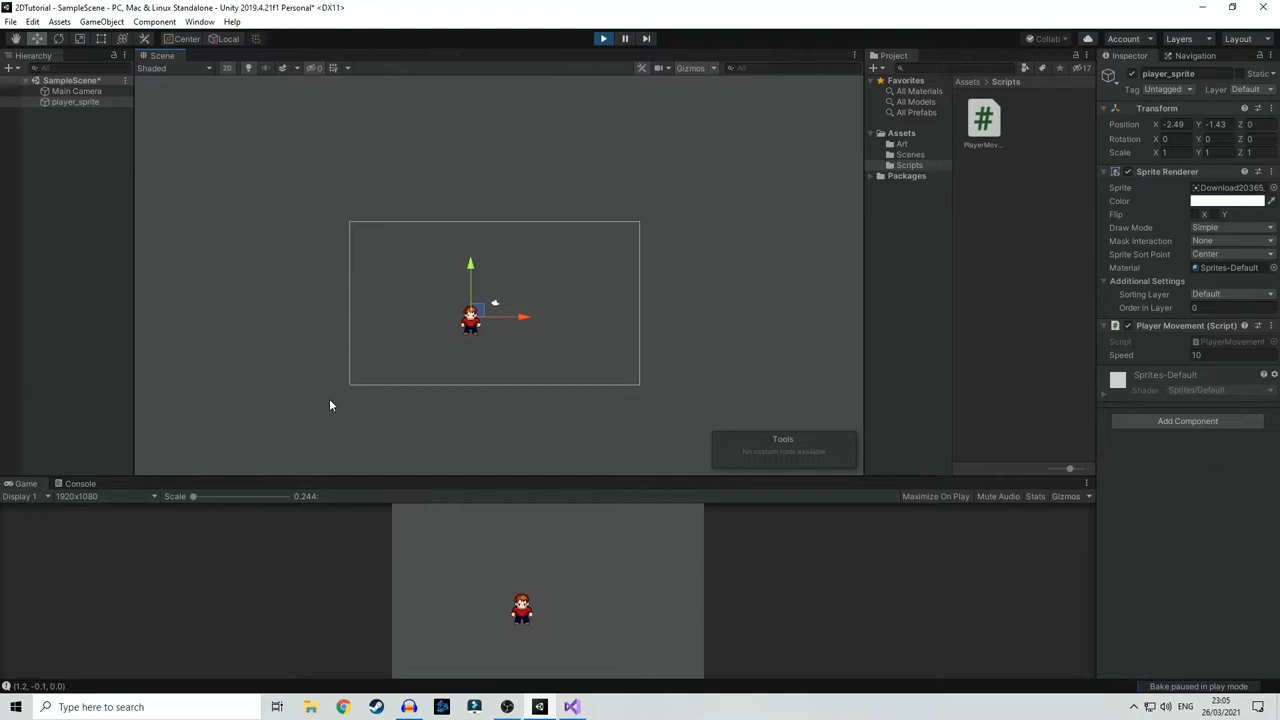 2DTutorial - SampleScene - PC, Mac & Linux Standalone - Unity 2019.4.21f1 Personal* <DX11>
File Edit Assets GameObject Component Window Help
Center Local Collab Account Layers Layout
Hierarchy Scene Project Inspector Navigation
All
SampleScene*
Main Camera
player_sprite
Shaded 2D 0 Gizmos All
17
Favorites
All Materials
All Models
All Prefabs
Assets
Art
Scenes
Scripts
Packages
Assets Scripts
#
PlayerMov...
player_sprite Static
Tag Untagged Layer Default
Transform
Position X -2.49 Y -1.43 Z 0
Rotation X 0 Y 0 Z 0
Scale X 1 Y 1 Z 1
Sprite Renderer
Sprite Download20365_
Color
Flip X Y
Draw Mode Simple
Mask Interaction None
Sprite Sort Point Center
Material Sprites-Default
Additional Settings
Sorting Layer Default
Order in Layer 0
# Player Movement (Script)
Script PlayerMovement
Speed 10
Sprites-Default
Shader Sprites/Default
Add Component
Tools
No custom tools available
Game Console
Display 1 1920x1080 Scale 0.244: Maximize On Play Mute Audio Stats Gizmos
(1.2, -0.1, 0.0)
Bake paused in play mode
Type here to search
ENG
23:05
26/03/2021